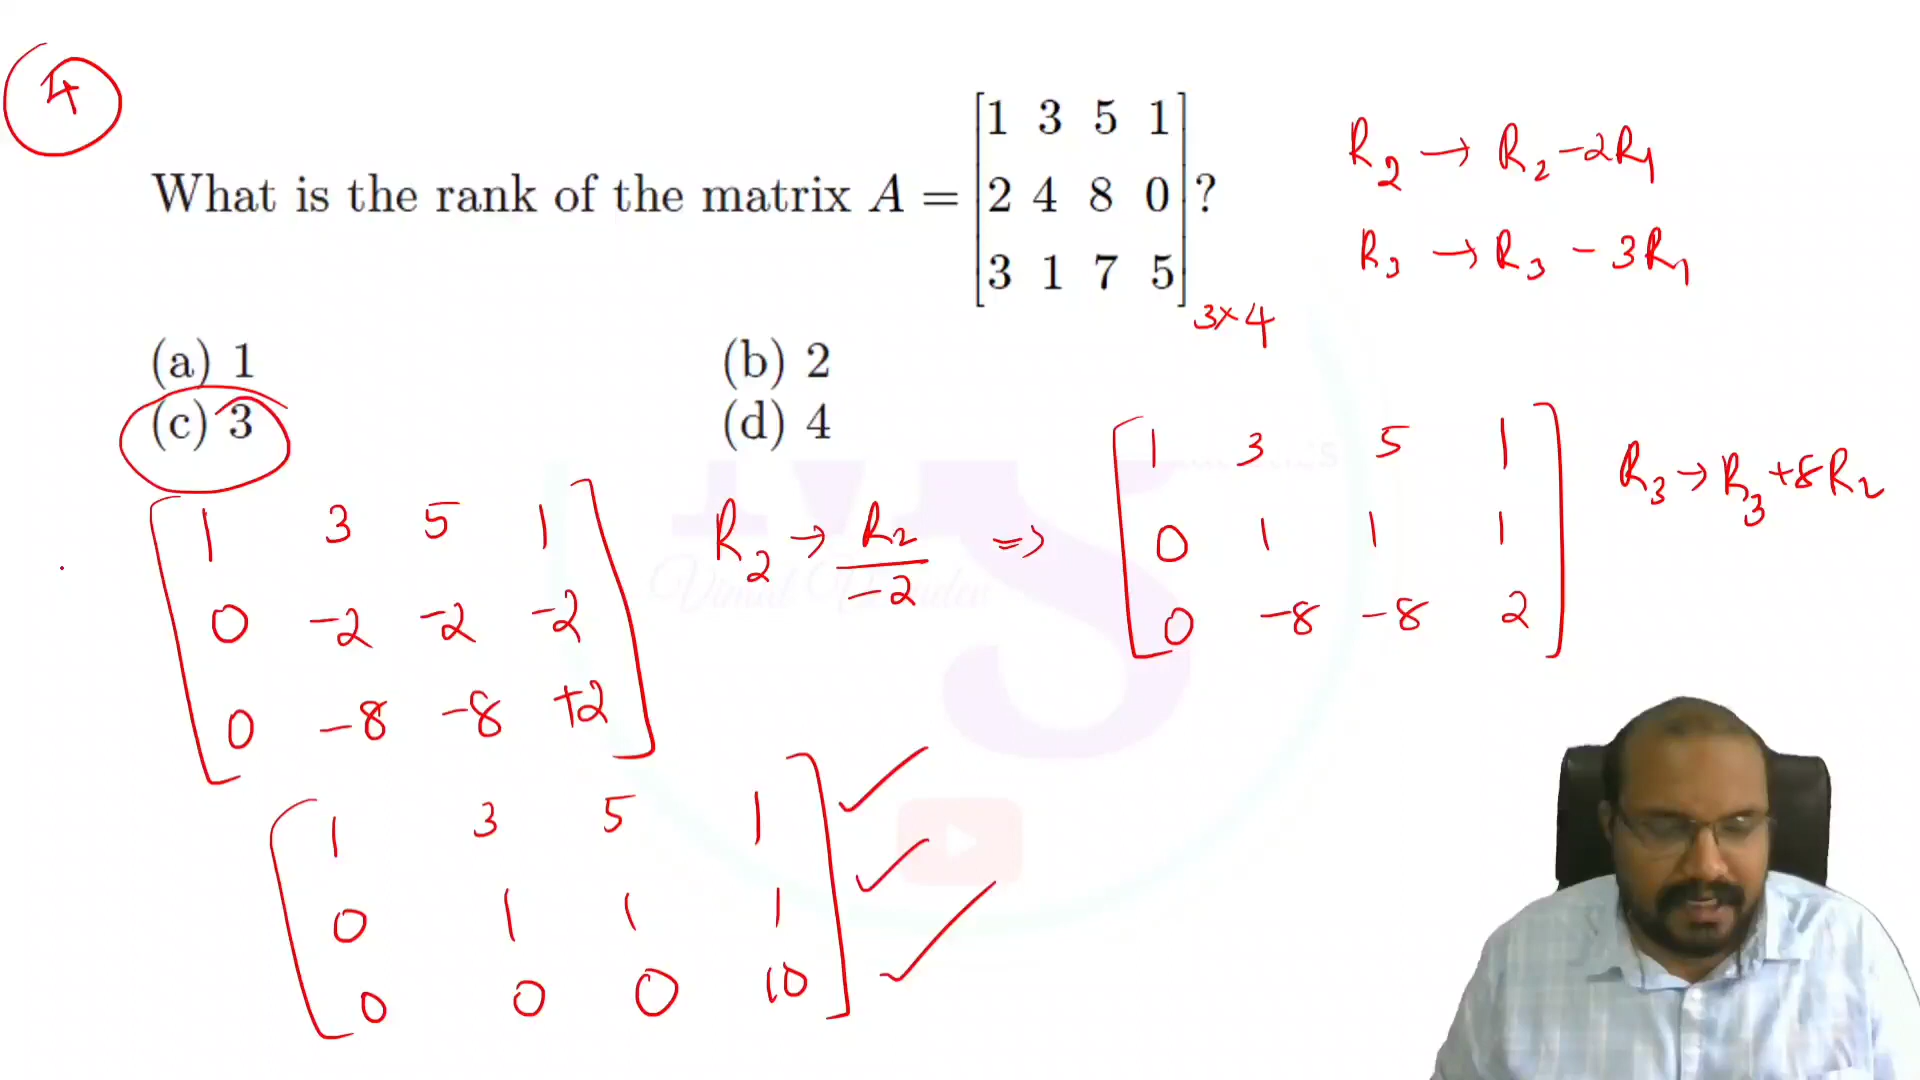 4
What is the rank of the matrix A = [1 3 5 1
2 4 8 0
3 1 7 5] ?
3×4
R2 → R2 -2R1
R3 → R3 - 3R1
(a) 1 (b) 2
(c) 3 (d) 4
1 3 5 1
0 -2 -2 -2
0 -8 -8 +2
R2 → R2/-2 ⇒
1 3 5 1
0 1 1 1
0 -8 -8 2
R3 → R3 +8R2
1 3 5 1
0 1 1 1
0 0 0 10